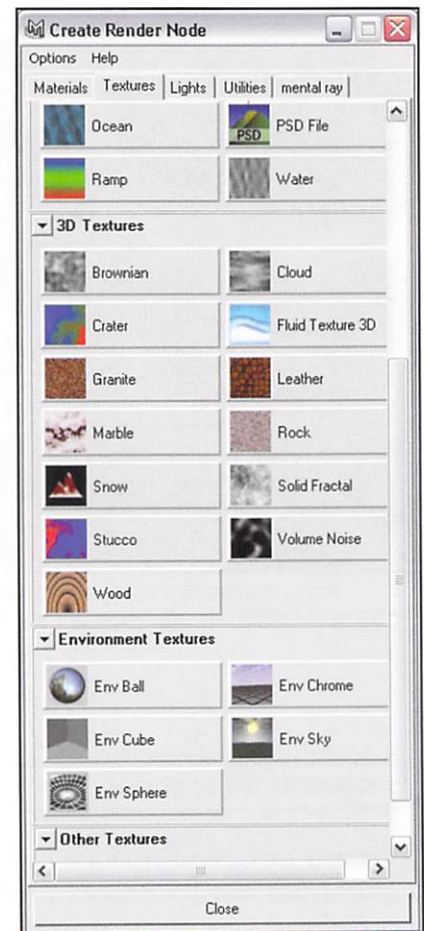 Create Render Node
Options Help
Materials Textures Lights Utilities mental ray
Ocean PSD PSD File
Ramp Water
3D Textures
Brownian Cloud
Crater Fluid Texture 3D
Granite Leather
Marble Rock
Snow Solid Fractal
Stucco Volume Noise
Wood
Environment Textures
Env Ball Env Chrome
Env Cube Env Sky
Env Sphere
Other Textures
Close